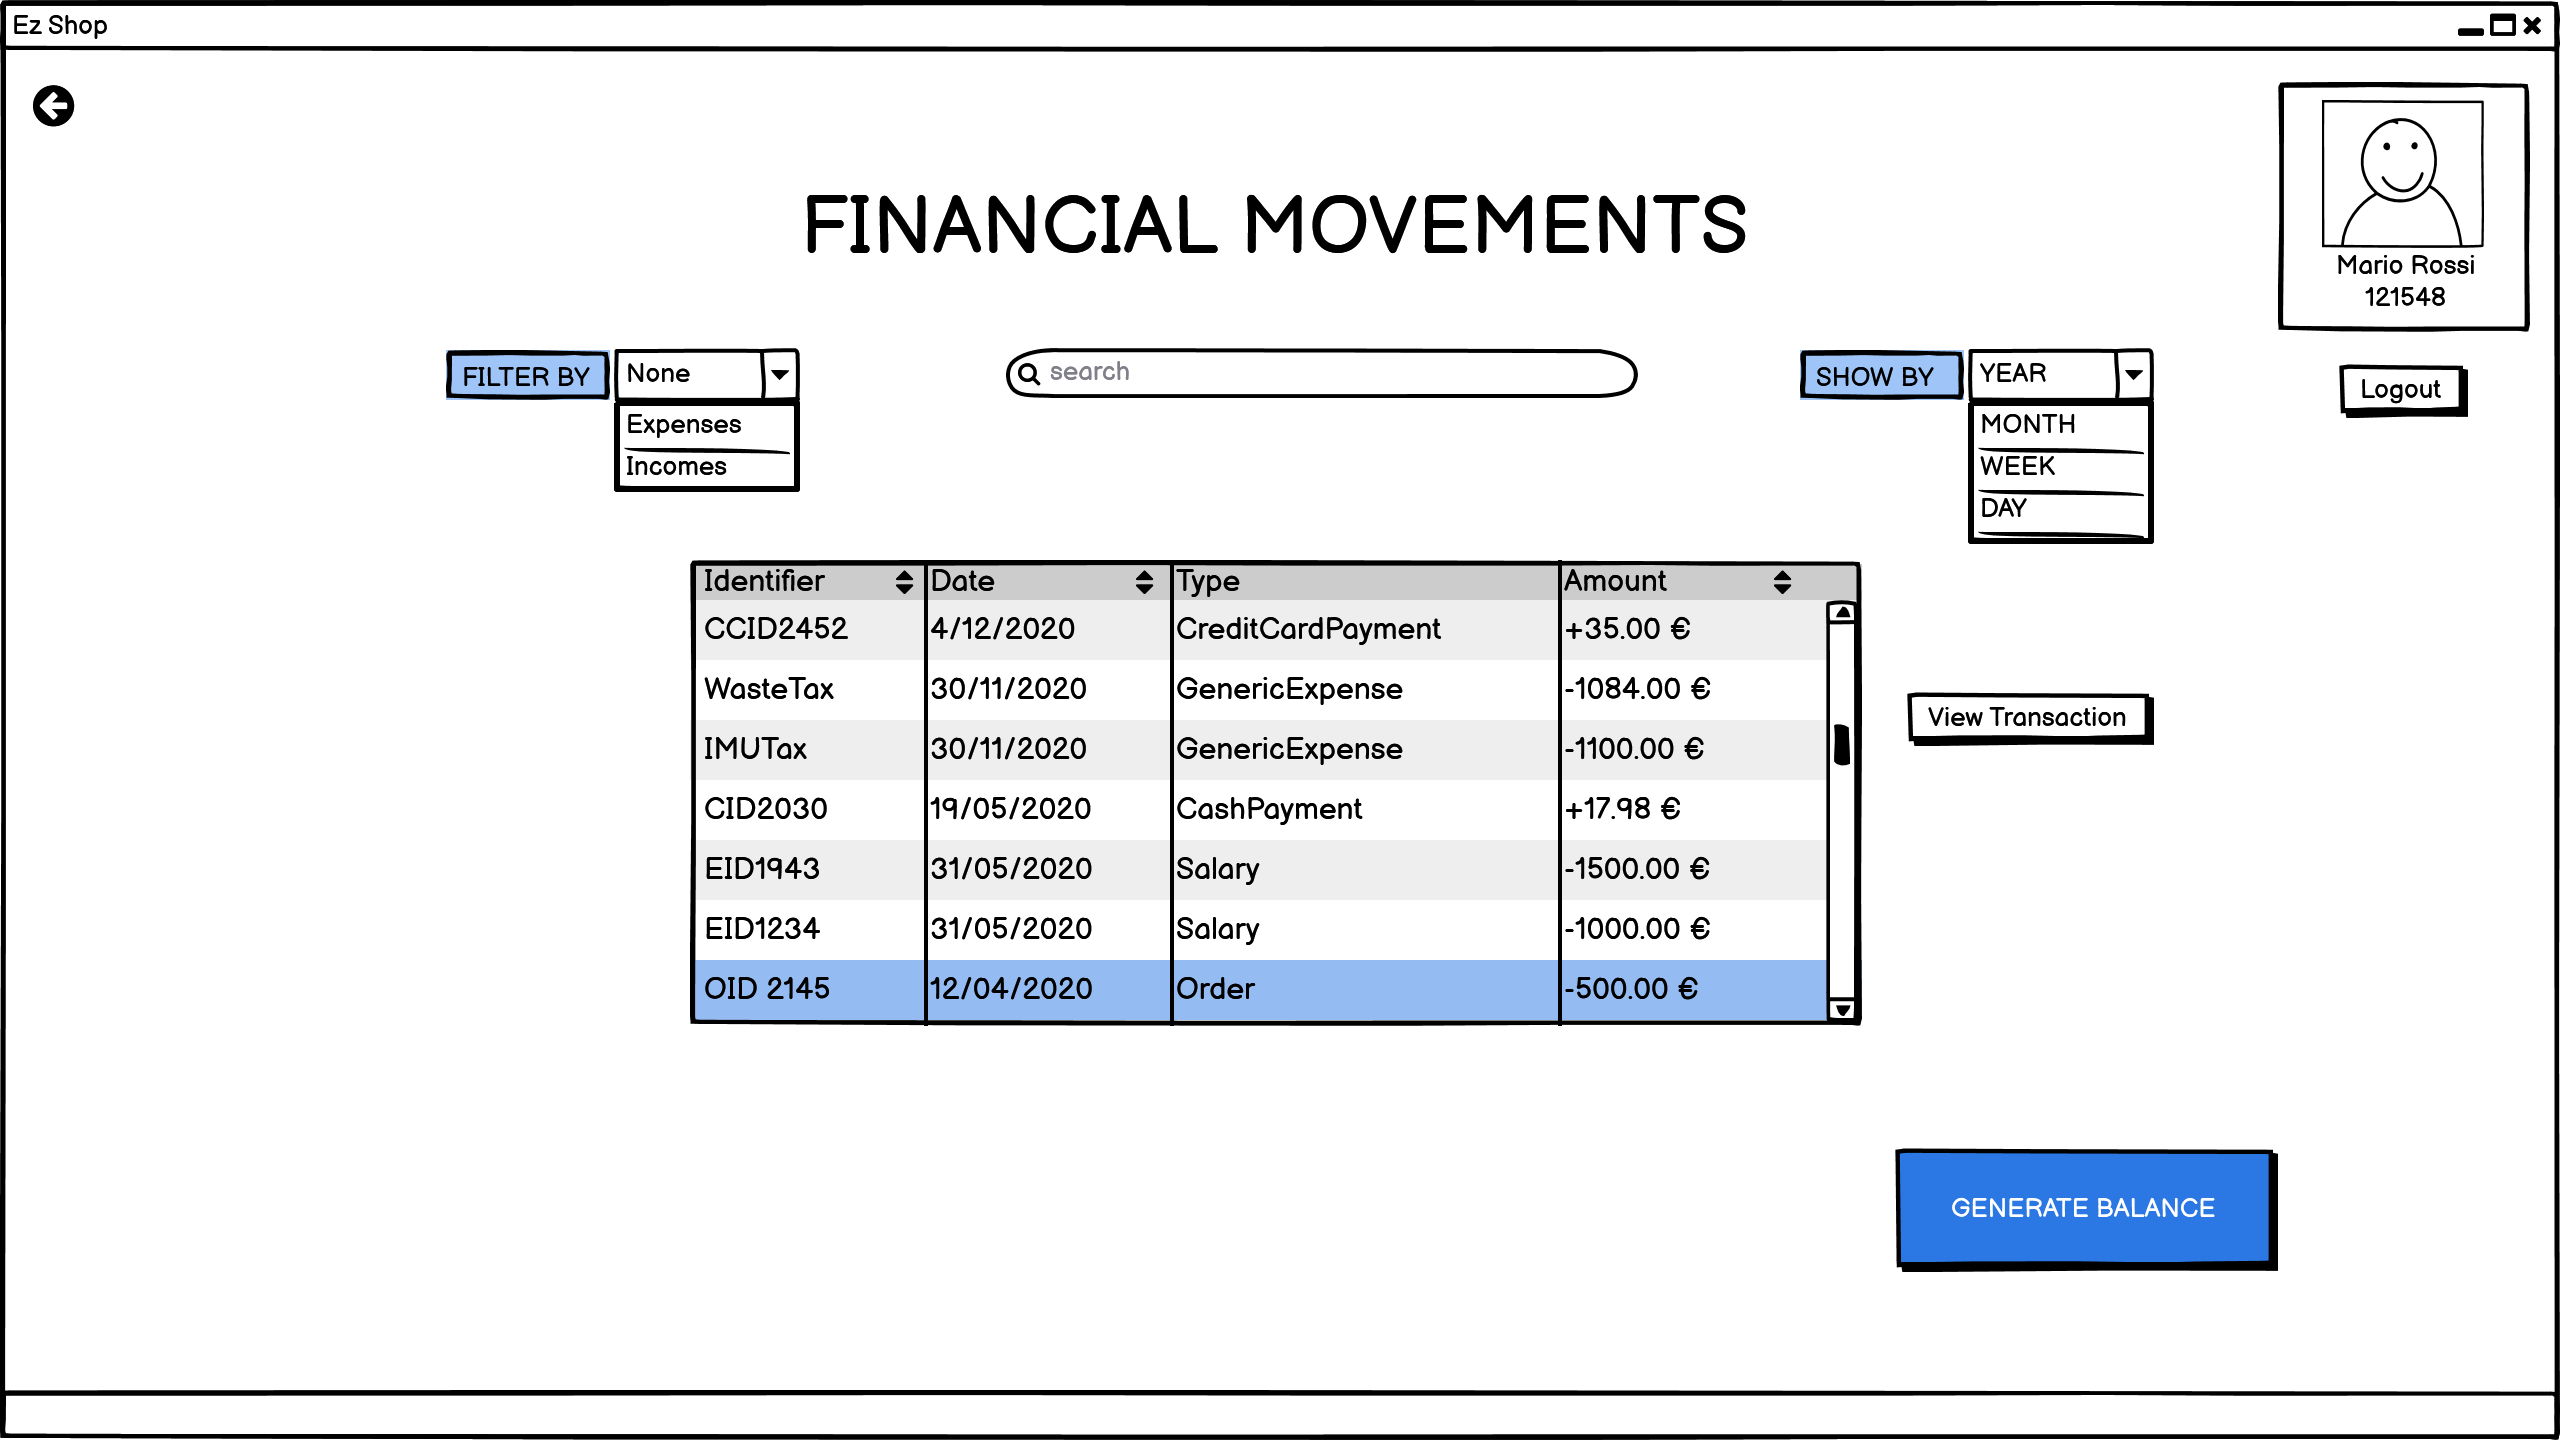 Ez Shop
FINANCIAL MOVEMENTS
Mario Rossi
121548
FILTER BY None
Expenses
Incomes
search
SHOW BY YEAR
MONTH
WEEK
DAY
Logout
Identifier Date Type Amount
CCID2452 4/12/2020 CreditCardPayment +35.00 €
WasteTax 30/11/2020 GenericExpense -1084.00 €
IMUTax 30/11/2020 GenericExpense -1100.00 €
CID2030 19/05/2020 CashPayment +17.98 €
EID1943 31/05/2020 Salary -1500.00 €
EID1234 31/05/2020 Salary -1000.00 €
OID 2145 12/04/2020 Order -500.00 €
View Transaction
GENERATE BALANCE